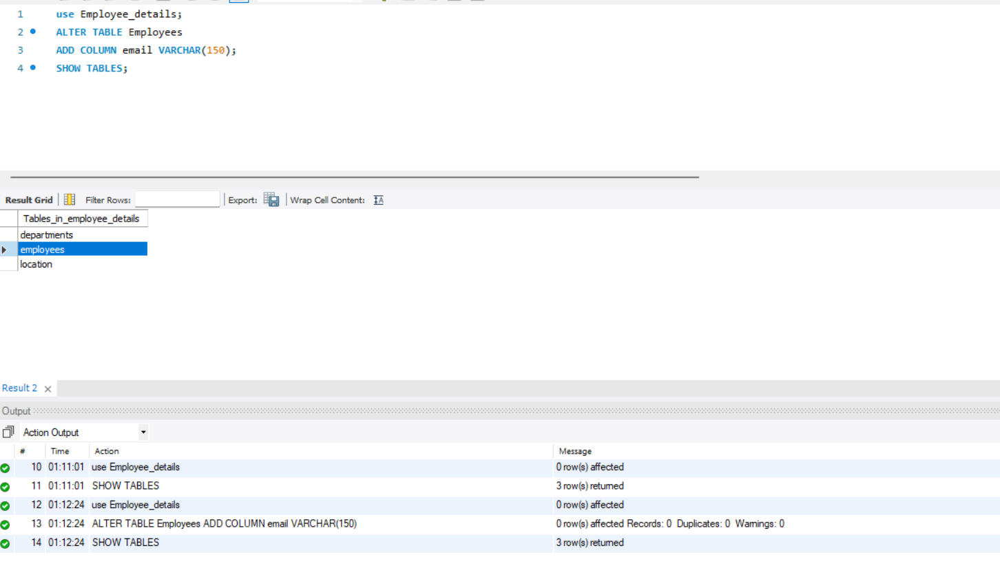 1 use Employee_details;
2 ALTER TABLE Employees
3 ADD COLUMN email VARCHAR(150);
4 SHOW TABLES;
Result Grid Filter Rows: Export: Wrap Cell Content:
Tables_in_employee_details
departments
employees
location
Result 2
Output
Action Output
# Time Action Message
10 01:11:01 use Employee_details 0 row(s) affected
11 01:11:01 SHOW TABLES 3 row(s) returned
12 01:12:24 use Employee_details 0 row(s) affected
13 01:12:24 ALTER TABLE Employees ADD COLUMN email VARCHAR(150) 0 row(s) affected Records: 0 Duplicates: 0 Warnings: 0
14 01:12:24 SHOW TABLES 3 row(s) returned